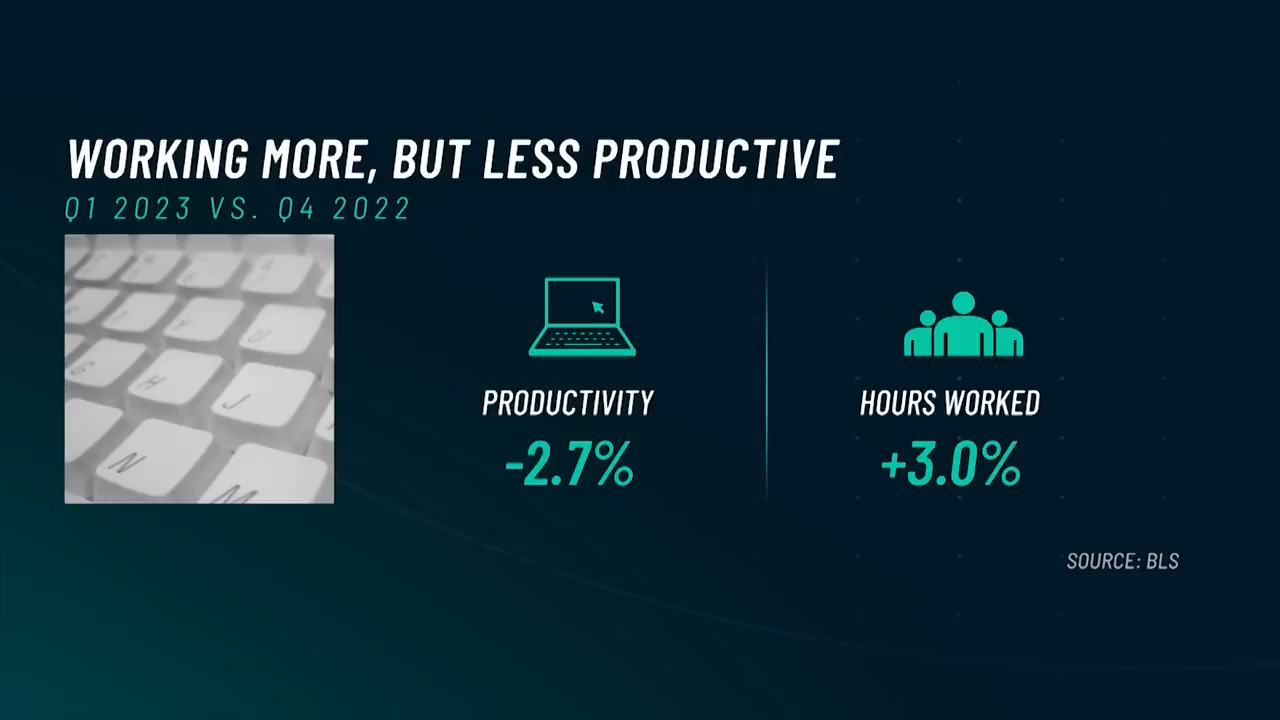 WORKING MORE, BUT LESS PRODUCTIVE
Q1 2023 VS. Q4 2022
G H J
N M
PRODUCTIVITY
-2.7%
HOURS WORKED
+3.0%
SOURCE: BLS